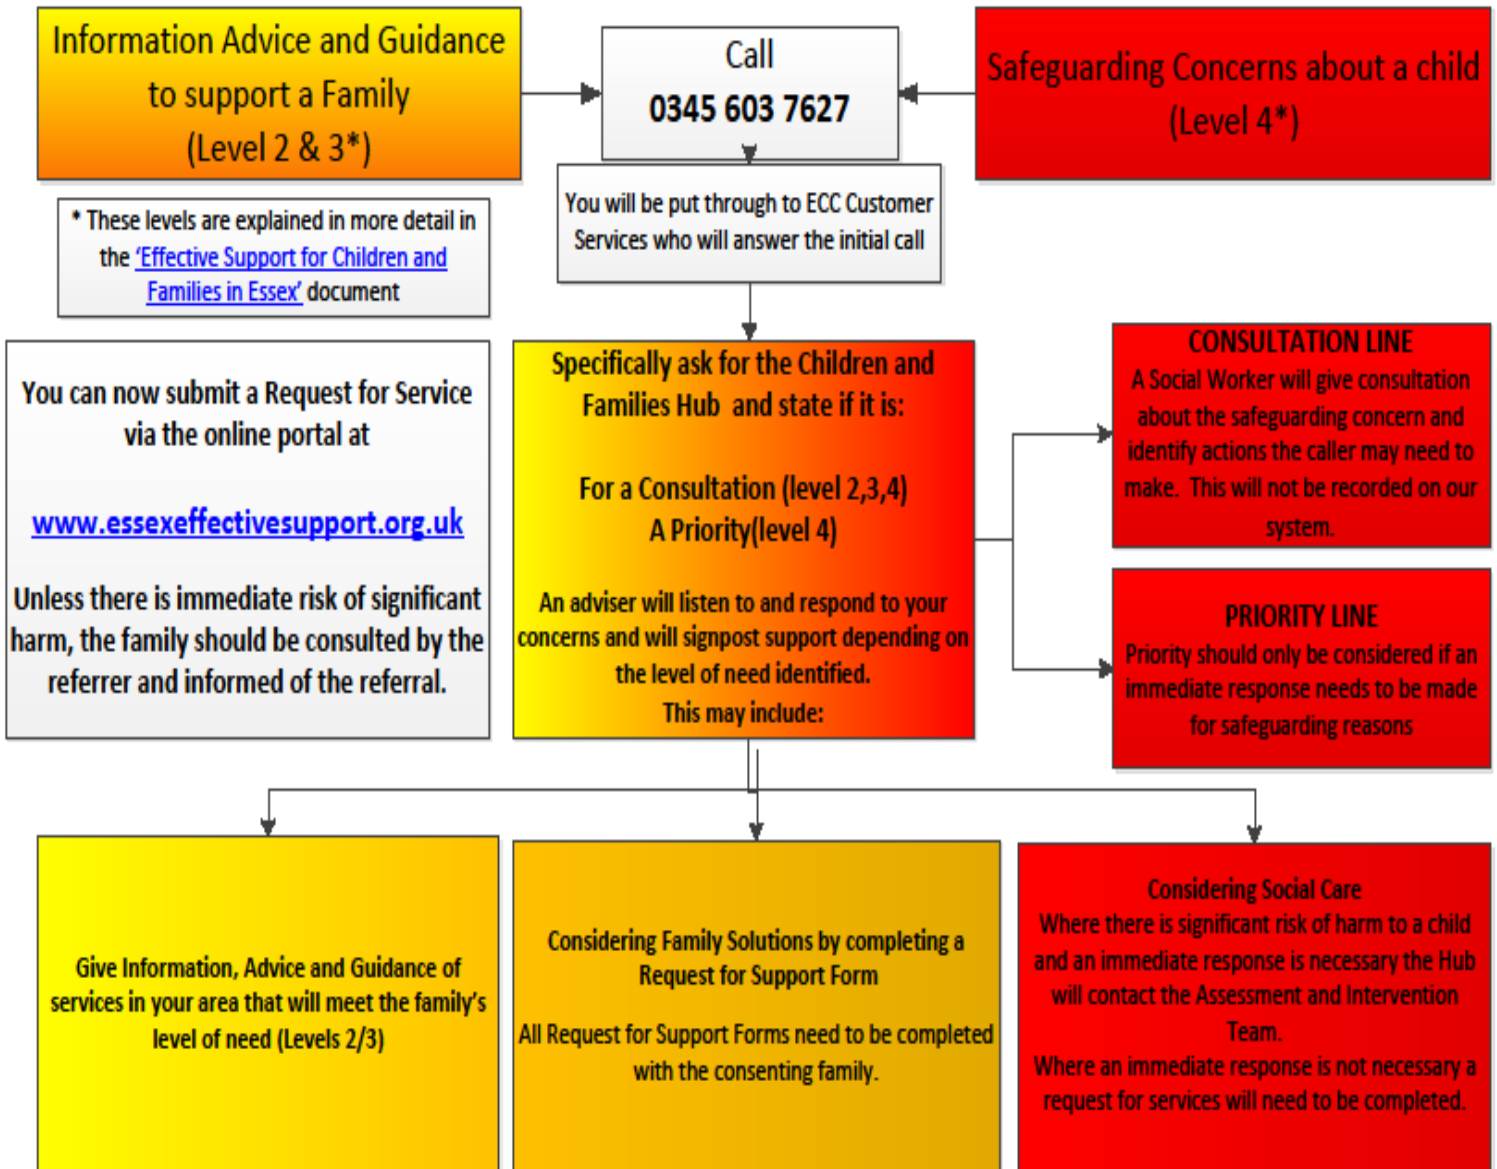 Information Advice and Guidance
to support a Family
(Level 2 & 3*)
Call
0345 603 7627
Safeguarding Concerns about a child
(Level 4*)
* These levels are explained in more detail in
the 'Effective Support for Children and
Families in Essex' document
You will be put through to ECC Customer
Services who will answer the initial call
You can now submit a Request for Service
via the online portal at
www.essexeffectivesupport.org.uk
Unless there is immediate risk of significant
harm, the family should be consulted by the
referrer and informed of the referral.
Specifically ask for the Children and
Families Hub and state if it is:
For a Consultation (level 2,3,4)
A Priority(level 4)
An adviser will listen to and respond to your
concerns and will signpost support depending on
the level of need identified.
This may include:
CONSULTATION LINE
A Social Worker will give consultation
about the safeguarding concern and
identify actions the caller may need to
make. This will not be recorded on our
system.
PRIORITY LINE
Priority should only be considered if an
immediate response needs to be made
for safeguarding reasons
Give Information, Advice and Guidance of
services in your area that will meet the family's
level of need (Levels 2/3)
Considering Family Solutions by completing a
Request for Support Form
All Request for Support Forms need to be completed
with the consenting family.
Considering Social Care
Where there is significant risk of harm to a child
and an immediate response is necessary the Hub
will contact the Assessment and Intervention
Team.
Where an immediate response is not necessary a
request for services will need to be completed.